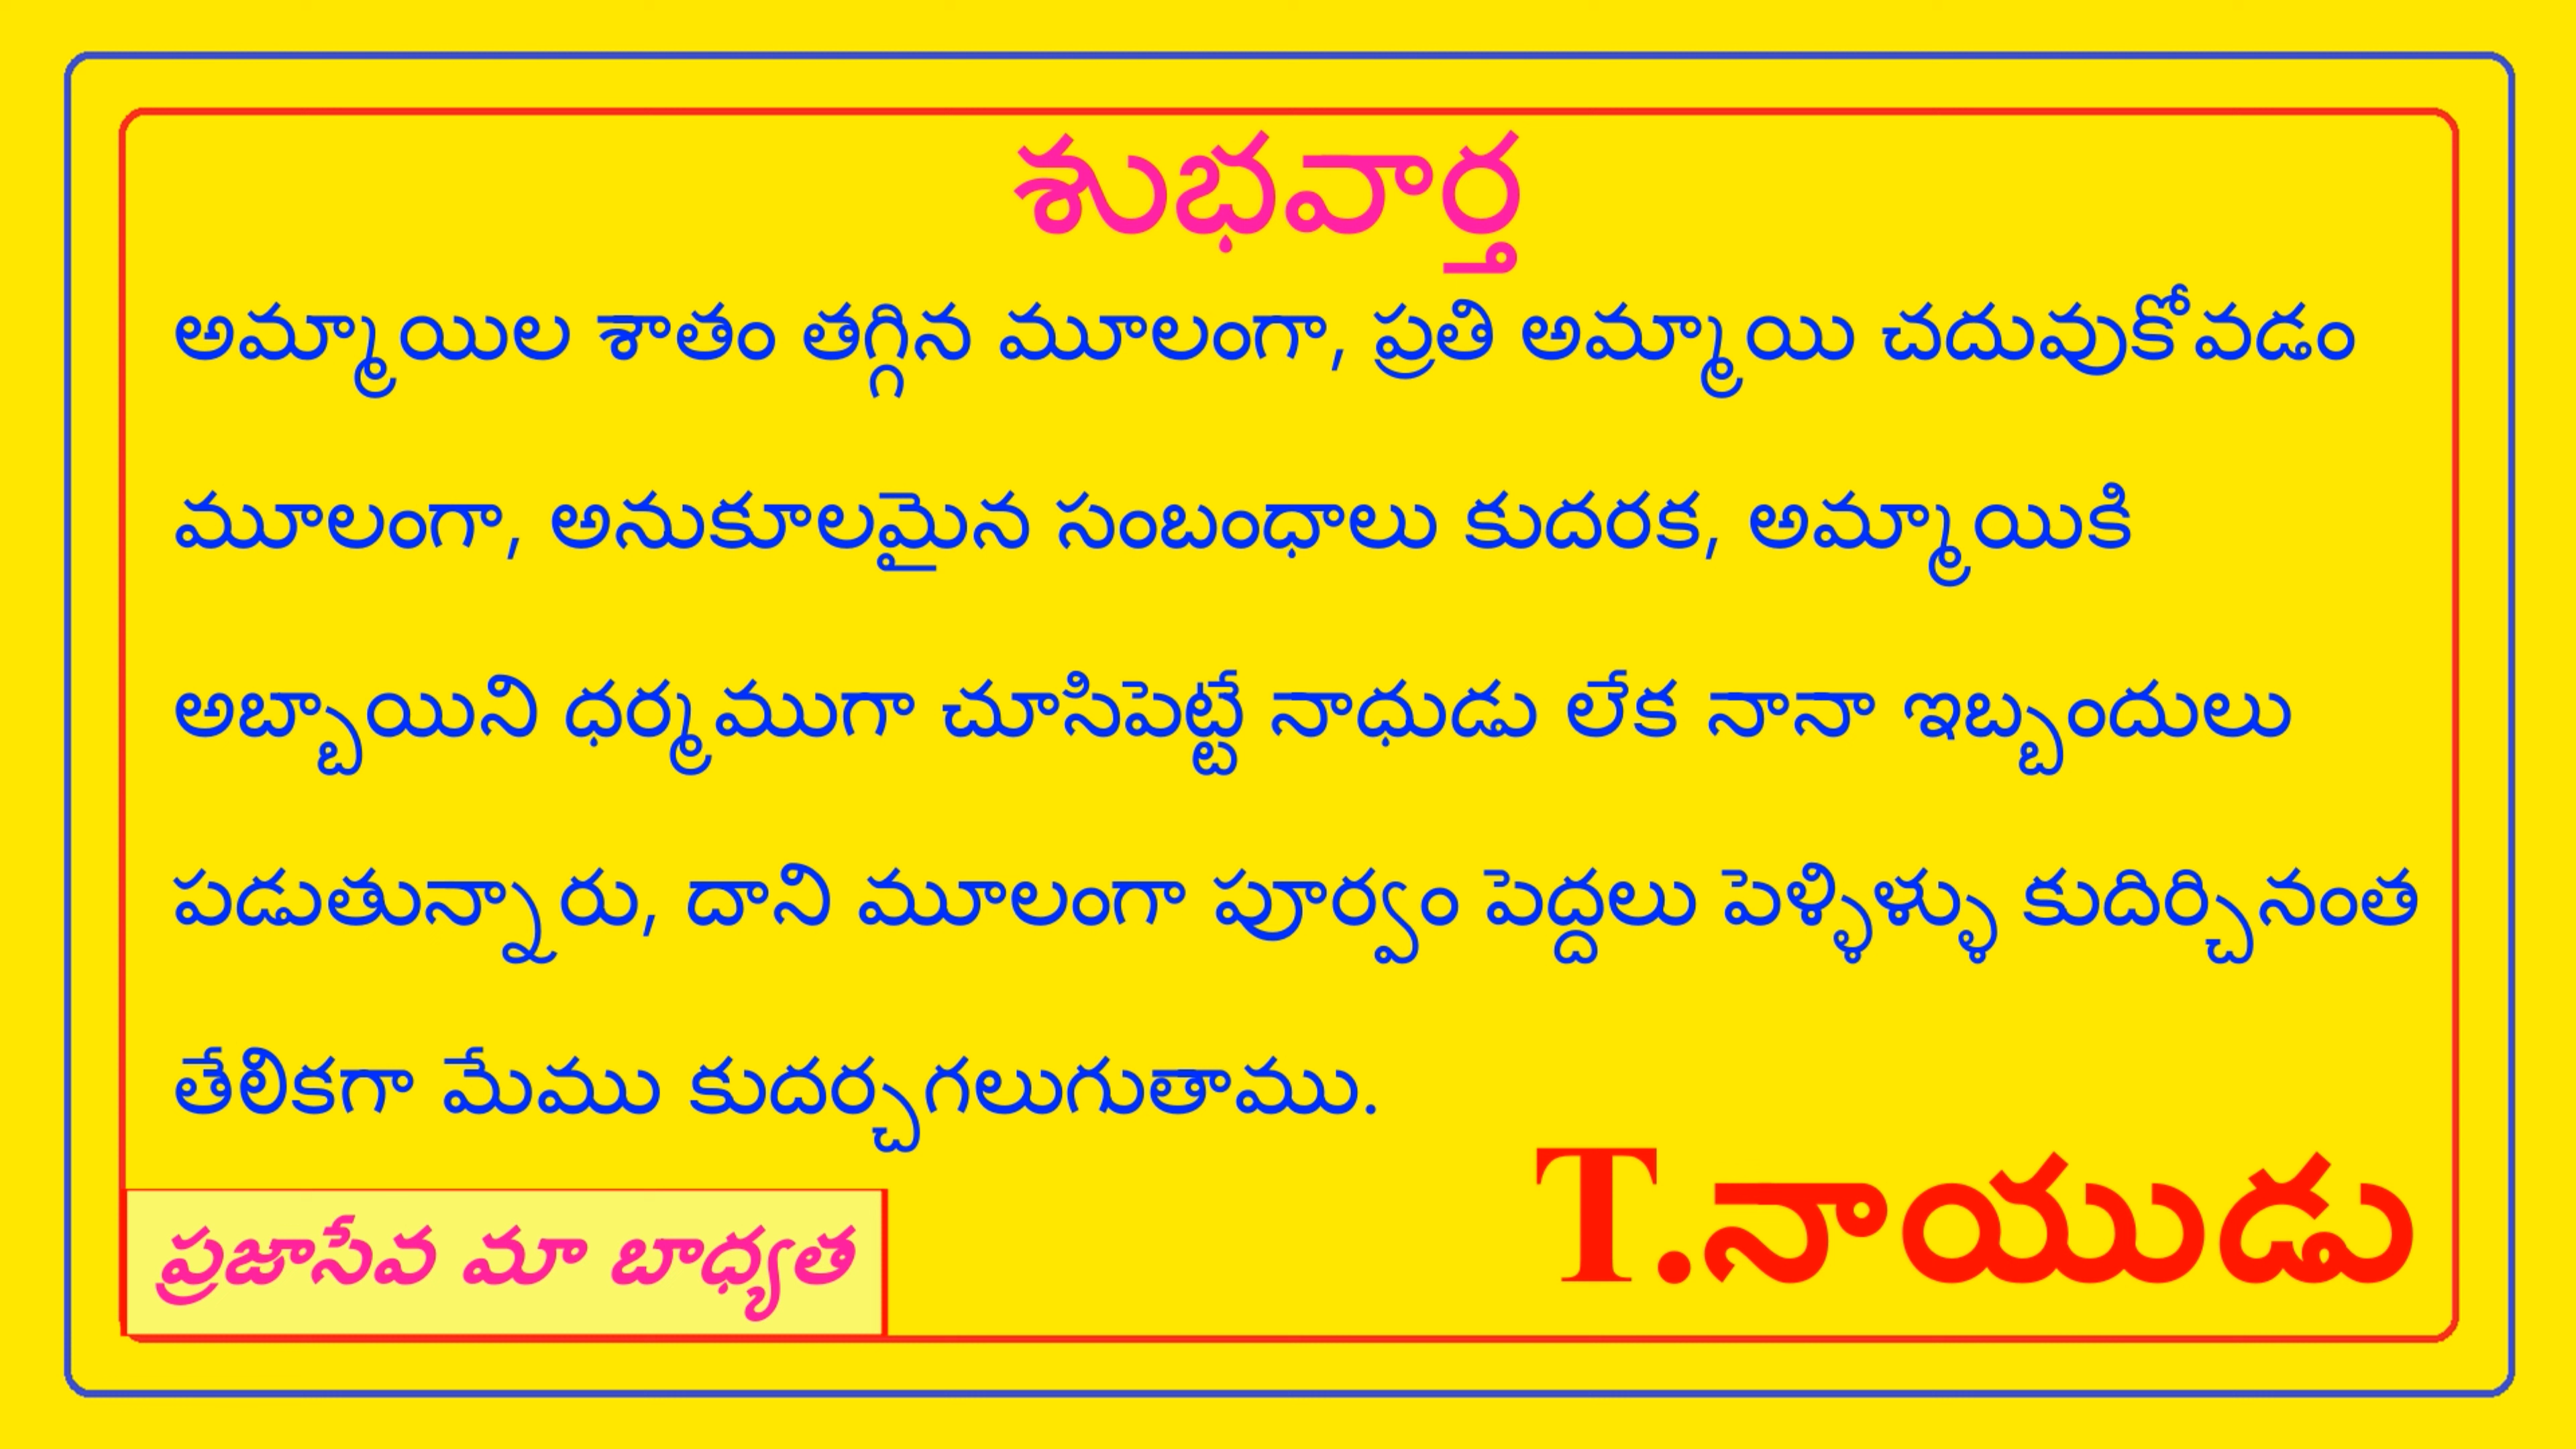 శుభవార్త
అమ్మాయిల శాతం తగ్గిన మూలంగా, ప్రతి అమ్మాయి చదువుకోవడం
మూలంగా, అనుకూలమైన సంబంధాలు కుదరక, అమ్మాయికి
అబ్బాయిని ధర్మముగా చూసిపెట్టే నాధుడు లేక నానా ఇబ్బందులు
పడుతున్నారు, దాని మూలంగా పూర్వం పెద్దలు పెళ్ళిళ్ళు కుదిర్చినంత
తేలికగా మేము కుదర్చగలుగుతాము.
T.నాయుడు
ప్రజాసేవ మా బాధ్యత